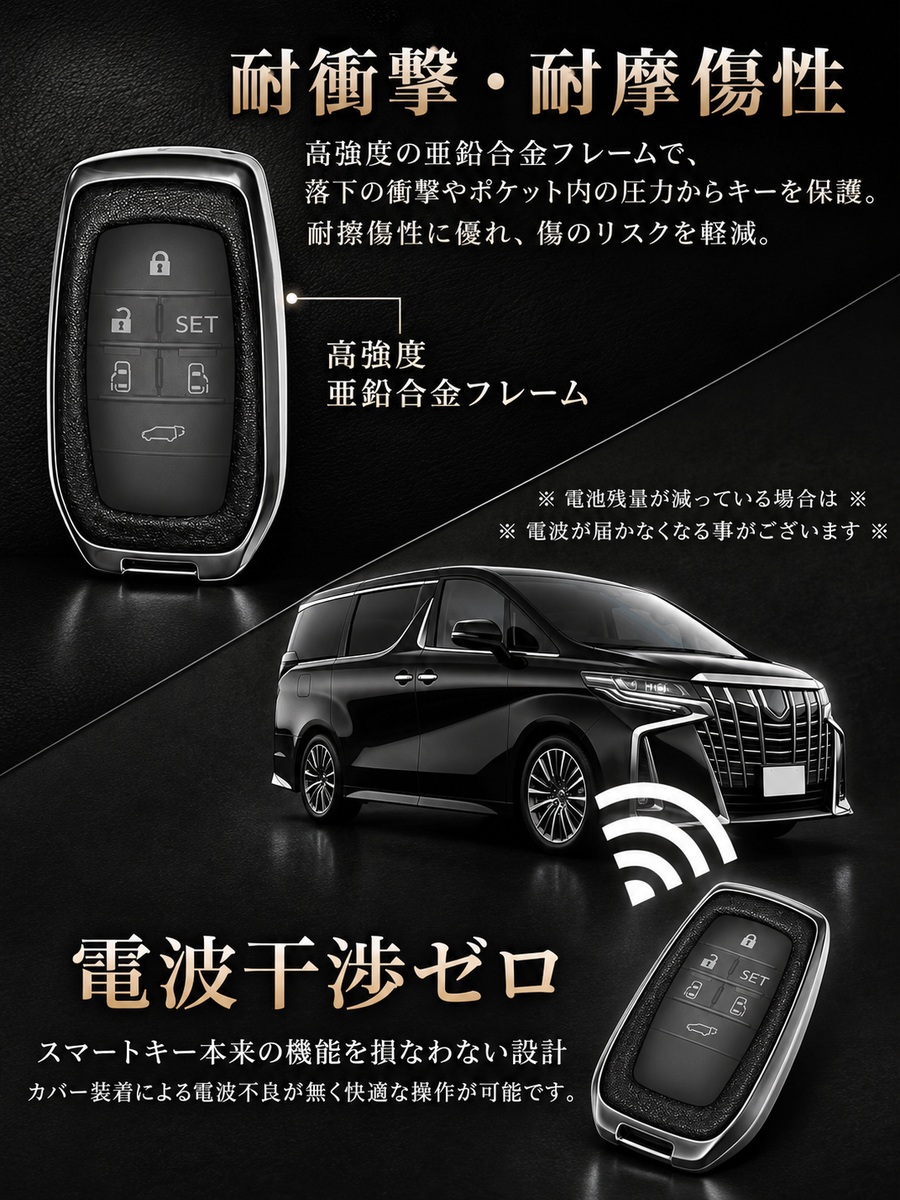 耐衝撃・耐摩傷性
高強度の亜鉛合金フレームで、
落下の衝撃やポケット内の圧力からキーを保護。
耐擦傷性に優れ、傷のリスクを軽減。
SET
高強度
亜鉛合金フレーム
※ 電池残量が減っている場合は ※
※ 電波が届かなくなる事がございます ※
SET
電波干渉ゼロ
スマートキー本来の機能を損なわない設計
カバー装着による電波不良が無く快適な操作が可能です。